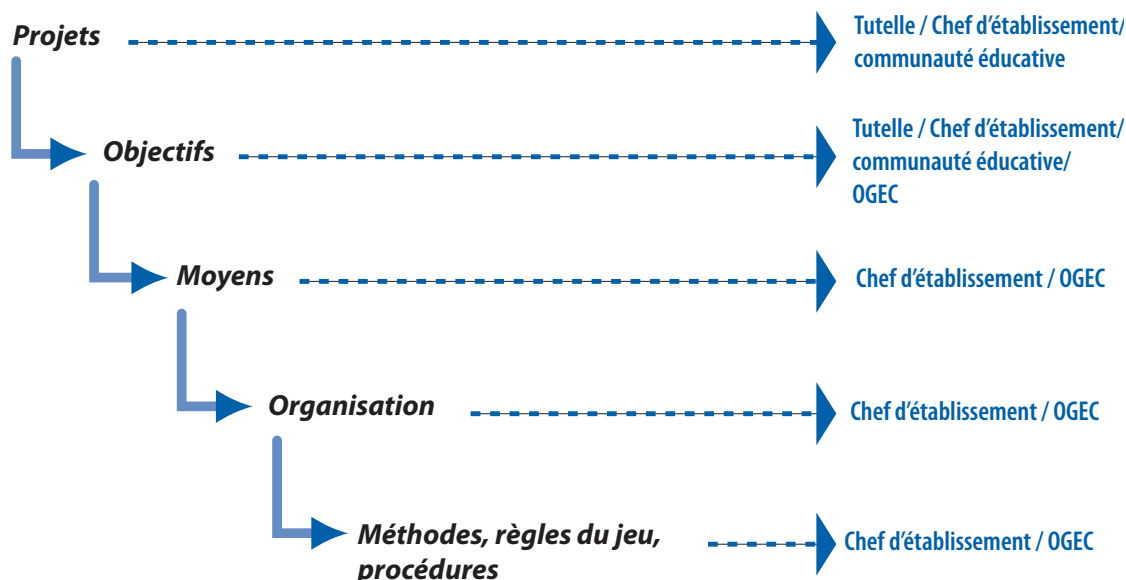 Projets
Tutelle / Chef d'établissement/
communauté éducative
Objectifs
Tutelle / Chef d'établissement/
communauté éducative/
OGEC
Moyens
Chef d'établissement / OGEC
Organisation
Chef d'établissement / OGEC
Méthodes, règles du jeu,
procédures
Chef d'établissement / OGEC